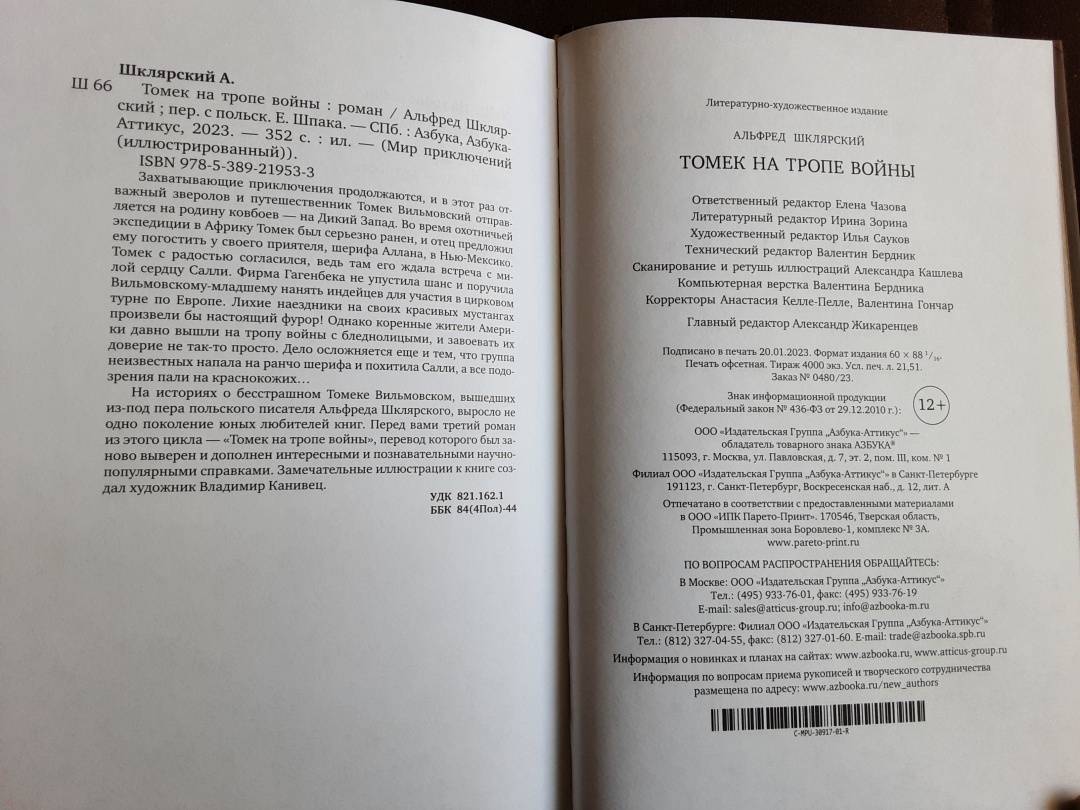 Шклярский А.
Ш 66
Томек на тропе войны : роман / Альфред Шкляр-
ский ; пер. с польск. Е. Шпака. — СПб. : Азбука, Азбука-
Аттикус, 2023. — 352 с. : ил. — (Мир приключений
(иллюстрированный)).
ISBN 978-5-389-21953-3
Захватывающие приключения продолжаются, и в этот раз от-
важный зверолов и путешественник Томек Вильмовский отправ-
ляется на родину ковбоев — на Дикий Запад. Во время охотничьей
экспедиции в Африку Томек был серьезно ранен, и отец предложил
ему погостить у своего приятеля, шерифа Аллана, в Нью-Мексико.
Томек с радостью согласился, ведь там его ждала встреча с ми-
лой сердцу Салли. Фирма Гагенбека не упустила шанс и поручила
Вильмовскому-младшему нанять индейцев для участия в цирковом
турне по Европе. Лихие наездники на своих красивых мустангах
произвели бы настоящий фурор! Однако коренные жители Амери-
ки давно вышли на тропу войны с бледнолицыми, и завоевать их
доверие не так-то просто. Дело осложняется еще и тем, что группа
неизвестных напала на ранчо шерифа и похитила Салли, а все подо-
зрения пали на краснокожих...
На историях о бесстрашном Томеке Вильмовском, вышедших
из-под пера польского писателя Альфреда Шклярского, выросло не
одно поколение юных любителей книг. Перед вами третий роман
из этого цикла — «Томек на тропе войны», перевод которого был за-
ново выверен и дополнен интересными и познавательными научно-
популярными справками. Замечательные иллюстрации к книге соз-
дал художник Владимир Канивец.
УДК 821.162.1
ББК 84(4Пол)-44
Литературно-художественное издание
АЛЬФРЕД ШКЛЯРСКИЙ
ТОМЕК НА ТРОПЕ ВОЙНЫ
Ответственный редактор Елена Чазова
Литературный редактор Ирина Зорина
Художественный редактор Илья Сауков
Технический редактор Валентин Бердник
Сканирование и ретушь иллюстраций Александра Кашлева
Компьютерная верстка Валентина Бердника
Корректоры Анастасия Келле-Пелле, Валентина Гончар
Главный редактор Александр Жикаренцев
Подписано в печать 20.01.2023. Формат издания 60 × 88 1/16.
Печать офсетная. Тираж 4000 экз. Усл. печ. л. 21,51.
Заказ № 0480/23.
Знак информационной продукции
(Федеральный закон № 436-ФЗ от 29.12.2010 г.): 12+
ООО «Издательская Группа „Азбука-Аттикус“» —
обладатель товарного знака АЗБУКА®
115093, г. Москва, ул. Павловская, д. 7, эт. 2, пом. III, ком. № 1
Филиал ООО «Издательская Группа „Азбука-Аттикус“» в Санкт-Петербурге
191123, г. Санкт-Петербург, Воскресенская наб., д. 12, лит. А
Отпечатано в соответствии с предоставленными материалами
в ООО «ИПК Парето-Принт». 170546, Тверская область,
Промышленная зона Боровлево-1, комплекс № 3А.
www.pareto-print.ru
ПО ВОПРОСАМ РАСПРОСТРАНЕНИЯ ОБРАЩАЙТЕСЬ:
В Москве: ООО «Издательская Группа „Азбука-Аттикус“»
Тел.: (495) 933-76-01, факс: (495) 933-76-19
E-mail: sales@atticus-group.ru; info@azbooka-m.ru
В Санкт-Петербурге: Филиал ООО «Издательская Группа „Азбука-Аттикус“»
Тел.: (812) 327-04-55, факс: (812) 327-01-60. E-mail: trade@azbooka.spb.ru
Информация о новинках и планах на сайтах: www.azbooka.ru, www.atticus-group.ru
Информация по вопросам приема рукописей и творческого сотрудничества
размещена по адресу: www.azbooka.ru/new_authors
C-MPU-30917-01-R